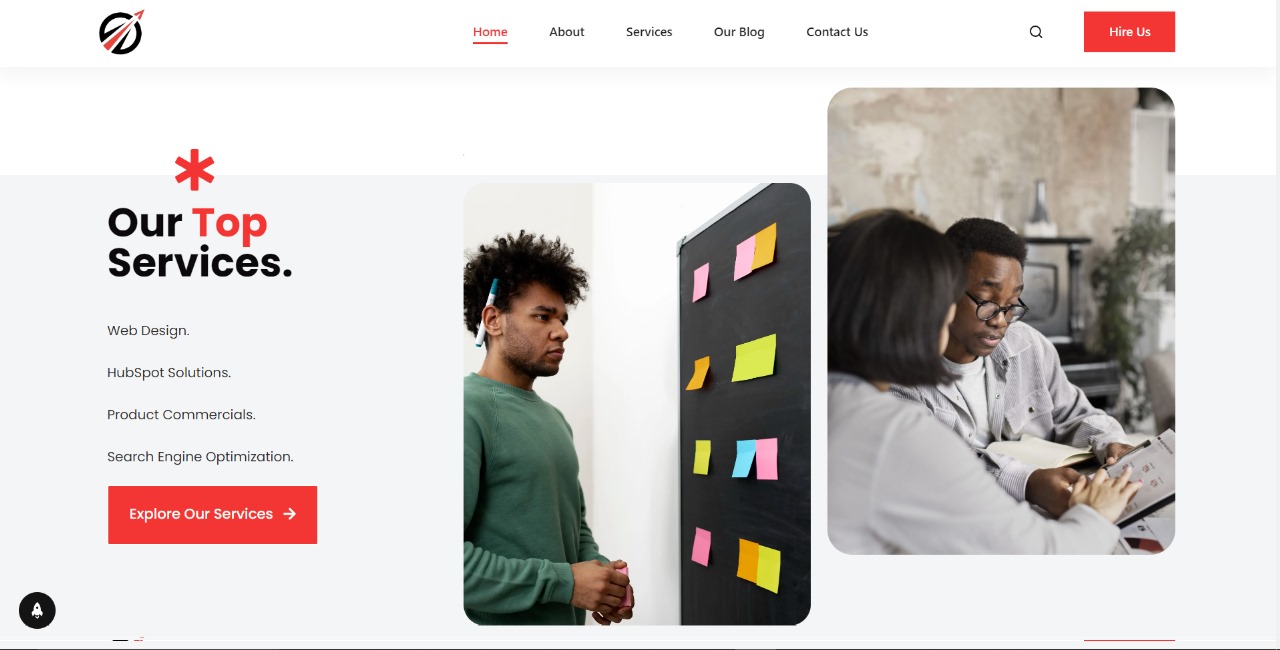 Home
About
Services
Our Blog
Contact Us
Hire Us
Our Top
Services.
Web Design.
HubSpot Solutions.
Product Commercials.
Search Engine Optimization.
Explore Our Services